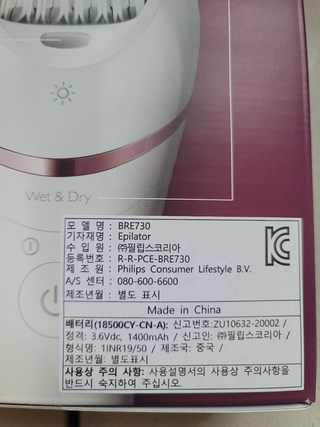 Wet & Dry
모 델 명 : BRE730
기자재명 : Epilator
수 입 원 : ㈜필립스코리아
등록번호 : R-R-PCE-BRE730
제 조 원 : Philips Consumer Lifestyle B.V.
A/S 센터 : 080-600-6600
제조년월 : 별도 표시
Made in China
배터리(18500CY-CN-A): 신고번호:ZU10632-20002 /
정격: 3.6Vdc, 1400mAh / 신고인: ㈜필립스코리아 /
형식명: 1INR19/50 / 제조국: 중국 /
제조년월: 별도 표시
사용상 주의 사항: 사용설명서의 사용상 주의사항을
반드시 숙지하여 주십시오.